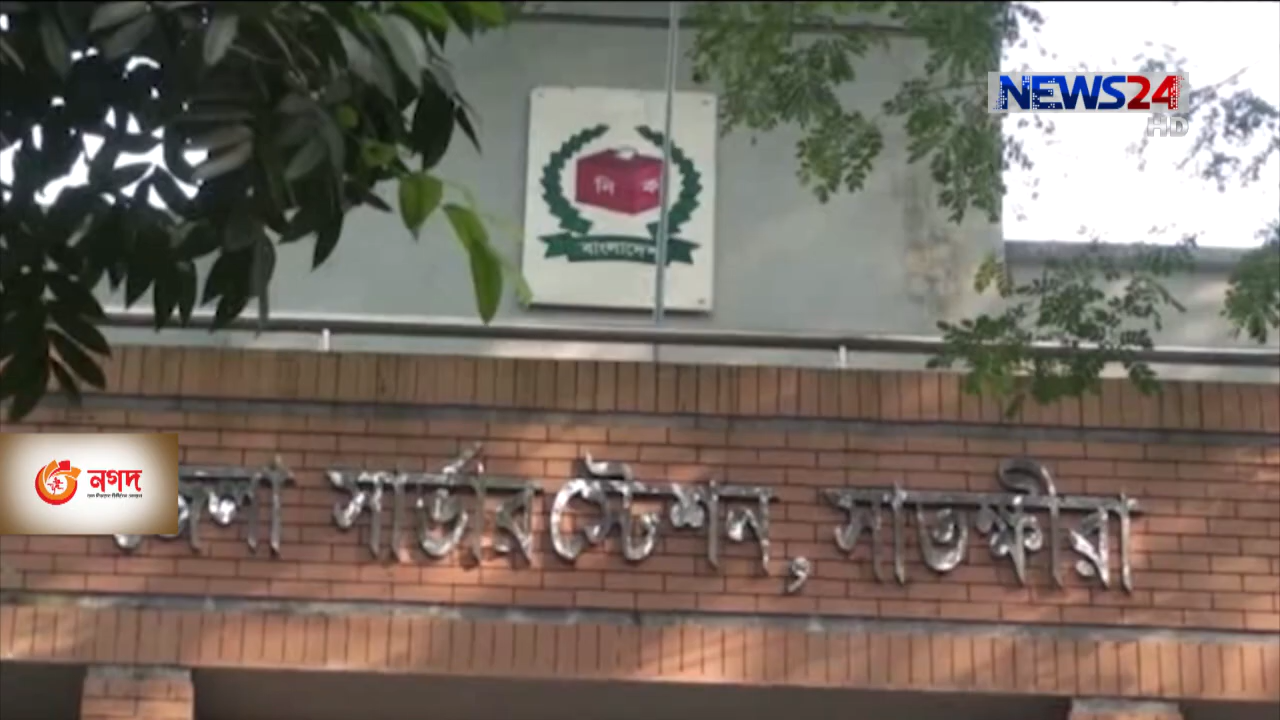 NEWS24
HD
নি ক
বাংলাদেশ
নগদ
জেলা সার্ভার স্টেশন, সাতক্ষীরা